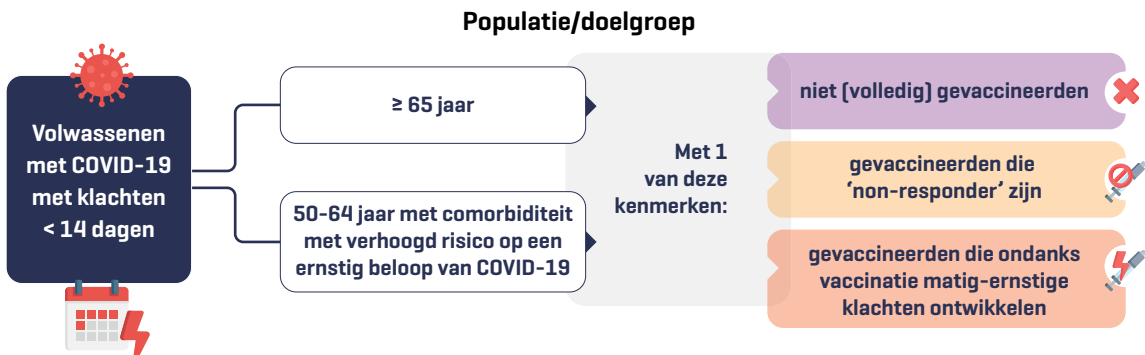 Populatie/doelgroep
Volwassenen
met COVID-19
met klachten
< 14 dagen
≥ 65 jaar
50-64 jaar met comorbiditeit
met verhoogd risico op een
ernstig beloop van COVID-19
Met 1
van deze
kenmerken:
niet (volledig) gevaccineerden
gevaccineerden die
‘non-responder’ zijn
gevaccineerden die ondanks
vaccinatie matig-ernstige
klachten ontwikkelen